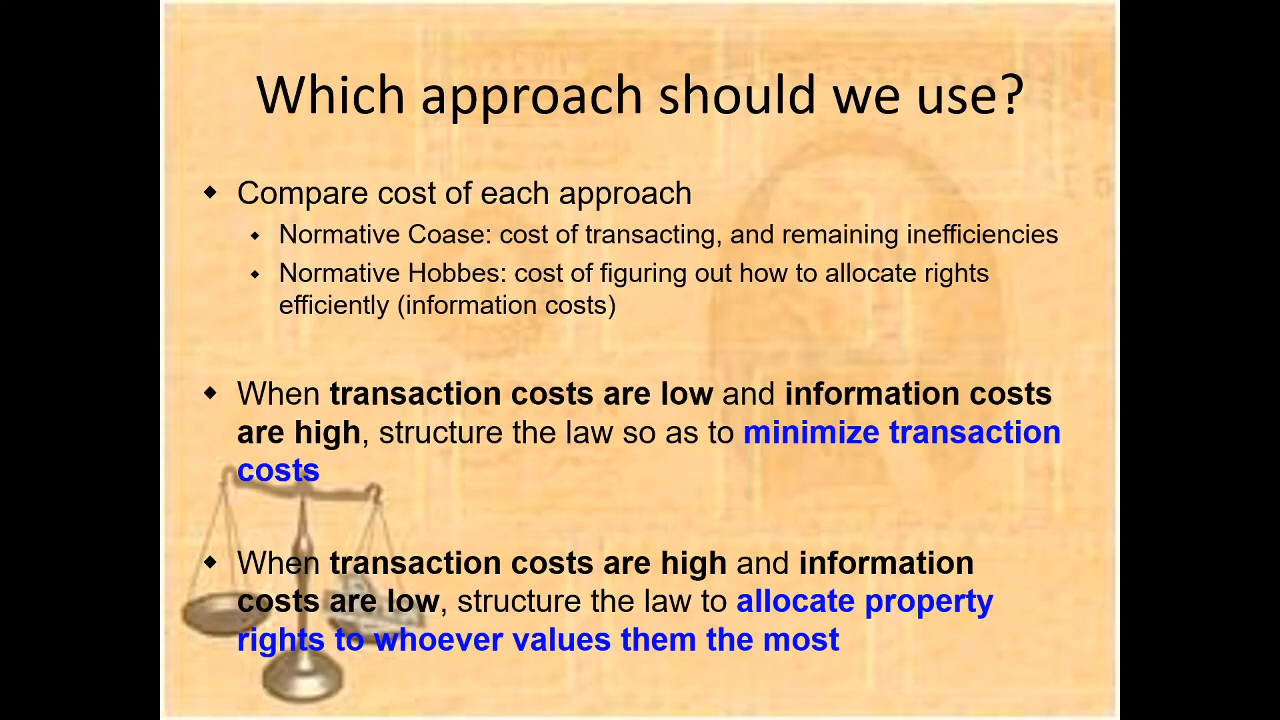 Which approach should we use?
Compare cost of each approach
Normative Coase: cost of transacting, and remaining inefficiencies
Normative Hobbes: cost of figuring out how to allocate rights
efficiently (information costs)
When transaction costs are low and information costs
are high, structure the law so as to minimize transaction
costs
When transaction costs are high and information
costs are low, structure the law to allocate property
rights to whoever values them the most